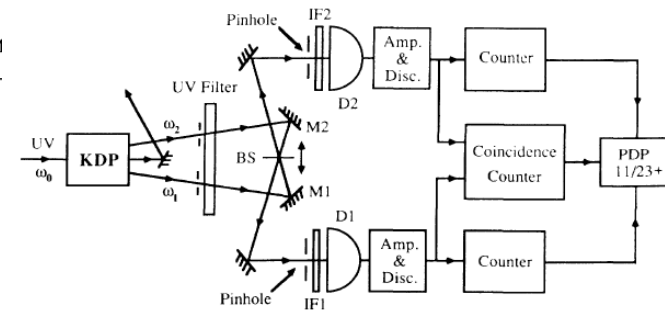 Pinhole
IF2
Amp.
&
Disc.
Counter
D2
UV Filter
ω2
M2
UV
ω0
KDP
BS
Coincidence
Counter
PDP
11/23+
ω1
M1
D1
Amp.
&
Disc.
Counter
Pinhole
IF1